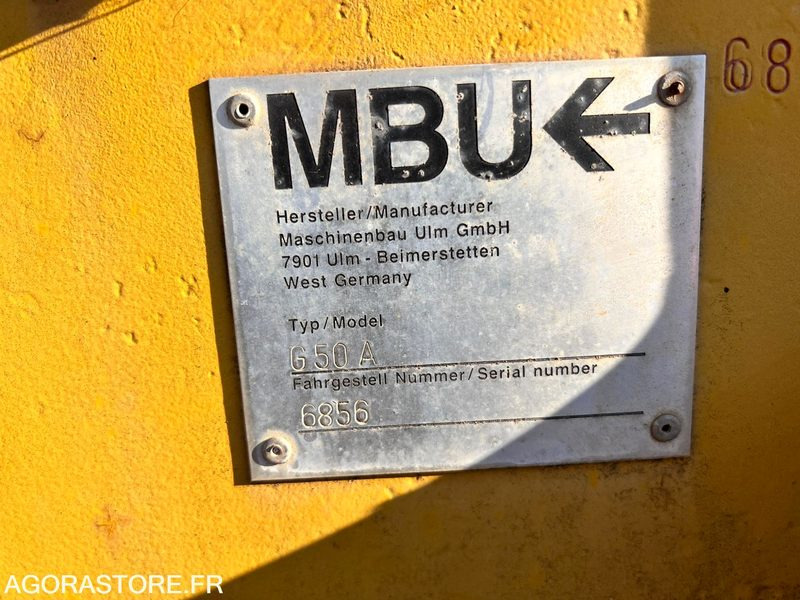 68
MBU
Hersteller/Manufacturer
Maschinenbau Ulm GmbH
7901 Ulm - Beimerstetten
West Germany
Typ/Model
G 50 A
Fahrgestell Nummer/Serial number
6856
AGORASTORE.FR